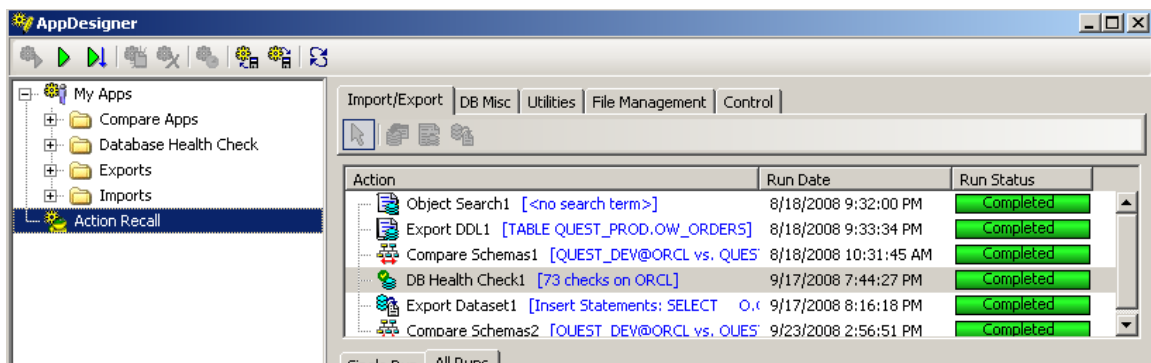 AppDesigner
My Apps
Compare Apps
Database Health Check
Exports
Imports
Action Recall
Import/Export DB Misc Utilities File Management Control
Action Run Date Run Status
Object Search1 [<no search term>] 8/18/2008 9:32:00 PM Completed
Export DDL1 [TABLE QUEST_PROD.OW_ORDERS] 8/18/2008 9:33:34 PM Completed
Compare Schemas1 [QUEST_DEV@ORCL vs. QUES 8/18/2008 10:31:45 AM Completed
DB Health Check1 [73 checks on ORCL] 9/17/2008 7:44:27 PM Completed
Export Dataset1 [Insert Statements: SELECT O.( 9/17/2008 8:16:18 PM Completed
Compare Schemas2 [QUEST_DEV@ORCL vs. QUES 9/23/2008 2:56:51 PM Completed
All Runs